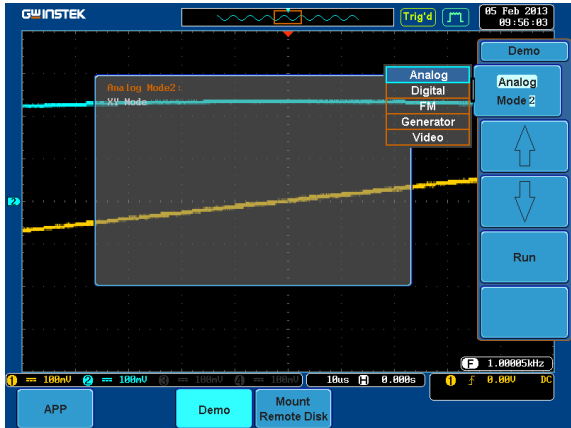 GWINSTEK
Trig'd
05 Feb 2013
09:56:03
Demo
Analog
Mode 2
Analog Mode2:
XY Mode
Analog
Digital
FM
Generator
Video
2
Run
F 1.00005kHz
1 100mV 2 100mV 3 100mV 4 100mV 10us H 0.000s 1 0.00V DC
APP
Demo
Mount
Remote Disk